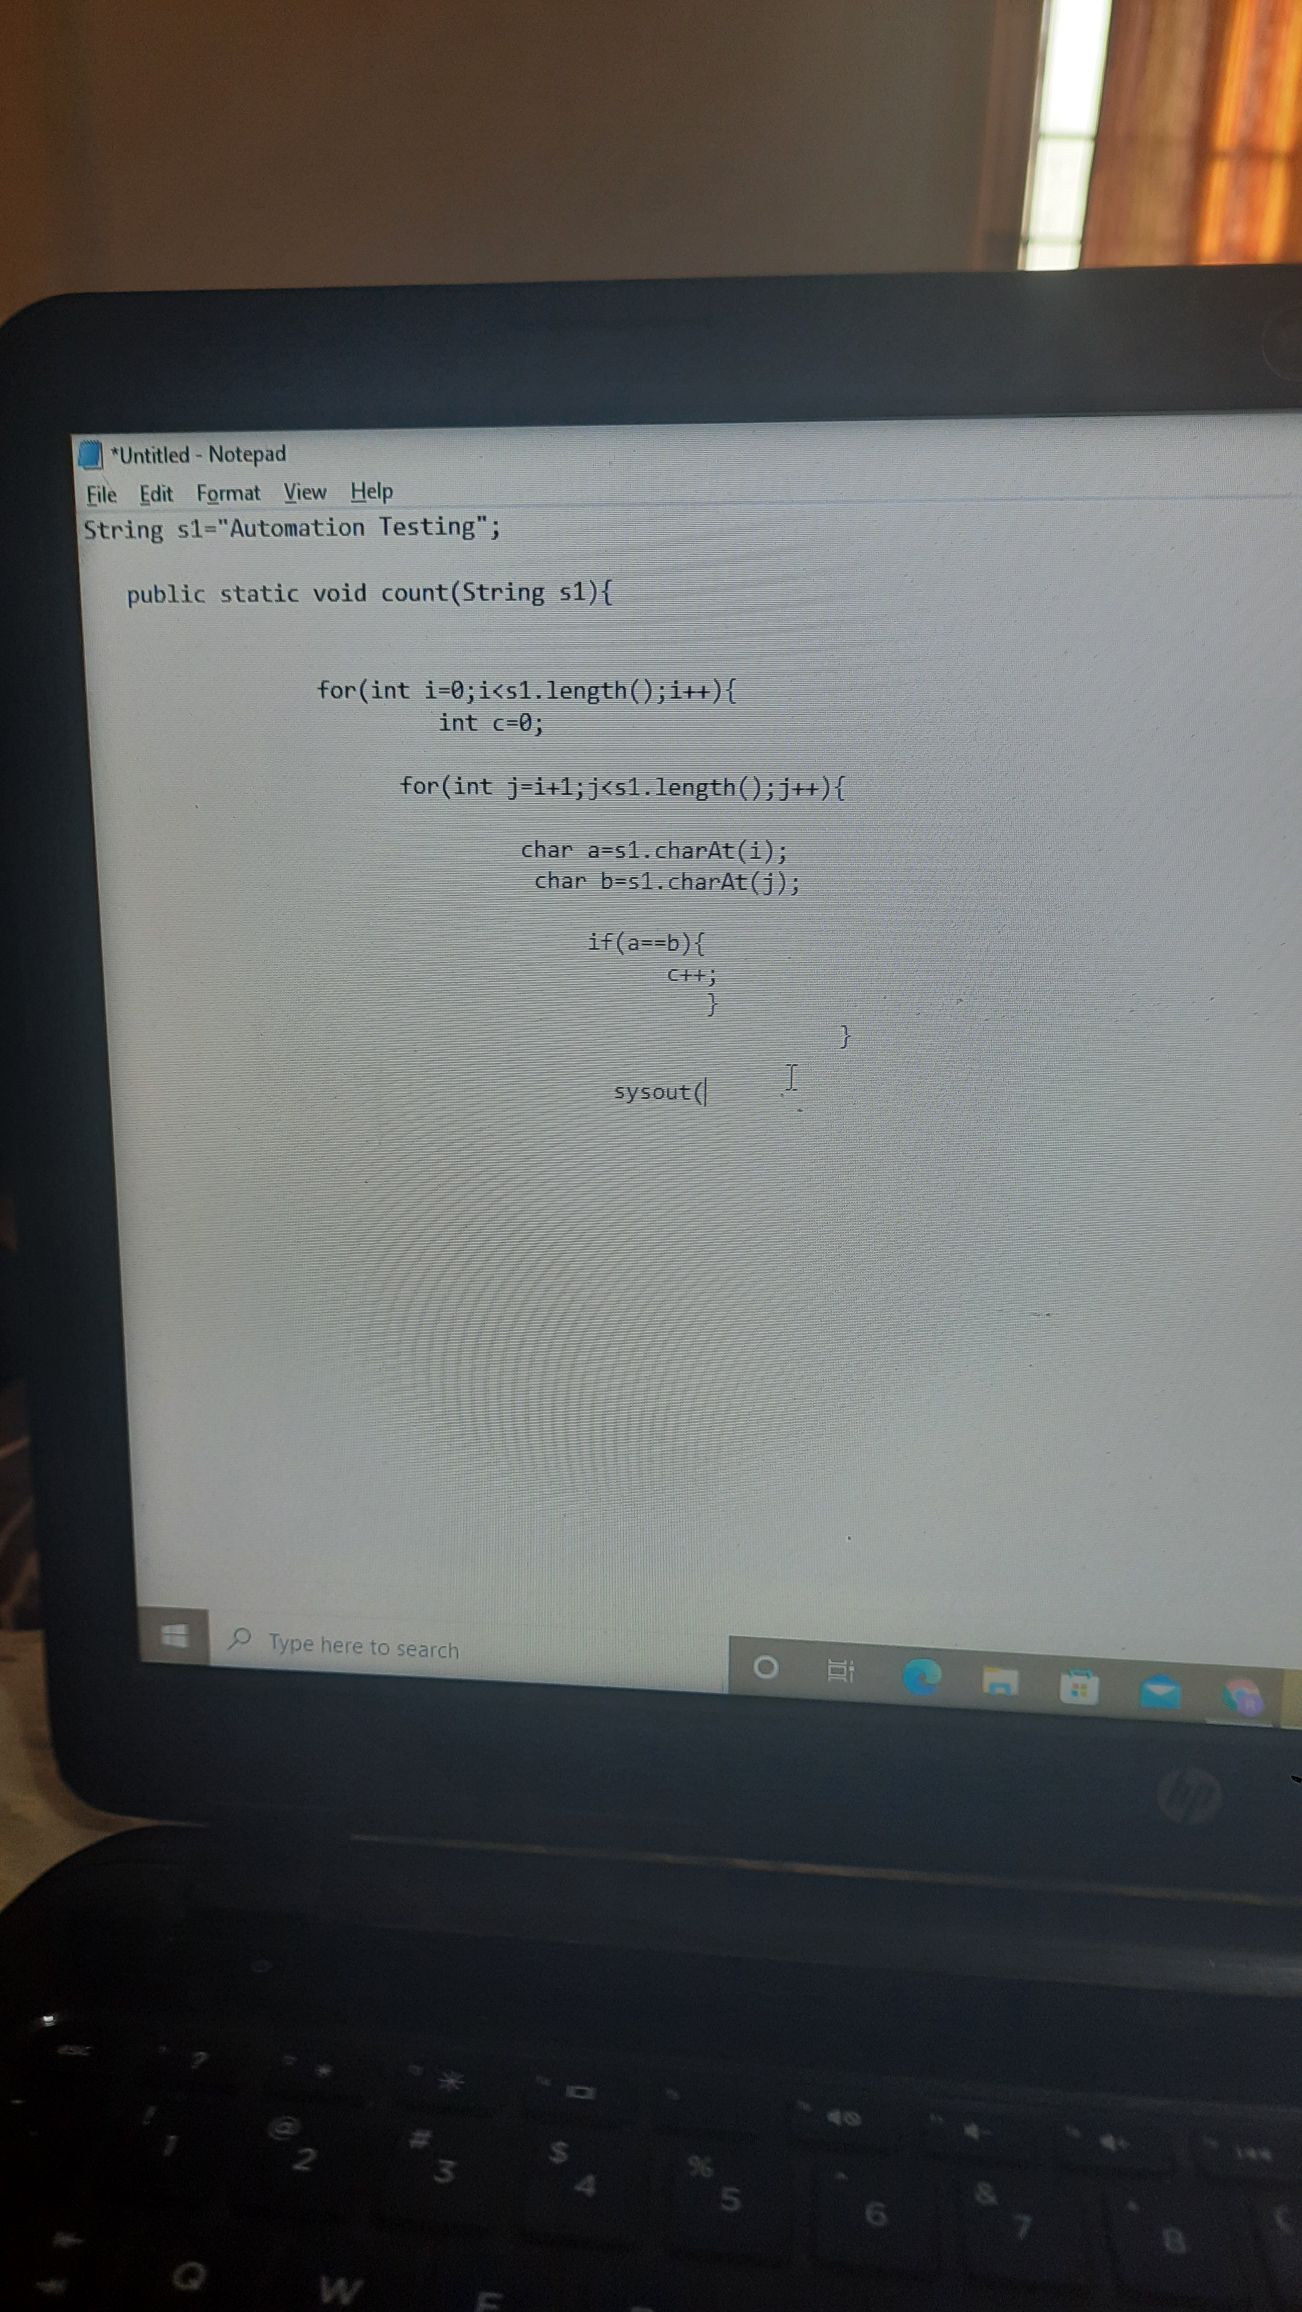 *Untitled - Notepad
File Edit Format View Help
String s1="Automation Testing";
public static void count(String s1){
for(int i=0;i<s1.length();i++){
int c=0;
for(int j=i+1;j<s1.length();j++){
char a=s1.charAt(i);
char b=s1.charAt(j);
if(a==b){
c++;
}
}
sysout(
Type here to search
hp
esc ?
! 1 @ 2 # 3 $ 4 % 5 ^ 6 & 7 * 8 (
Q W E